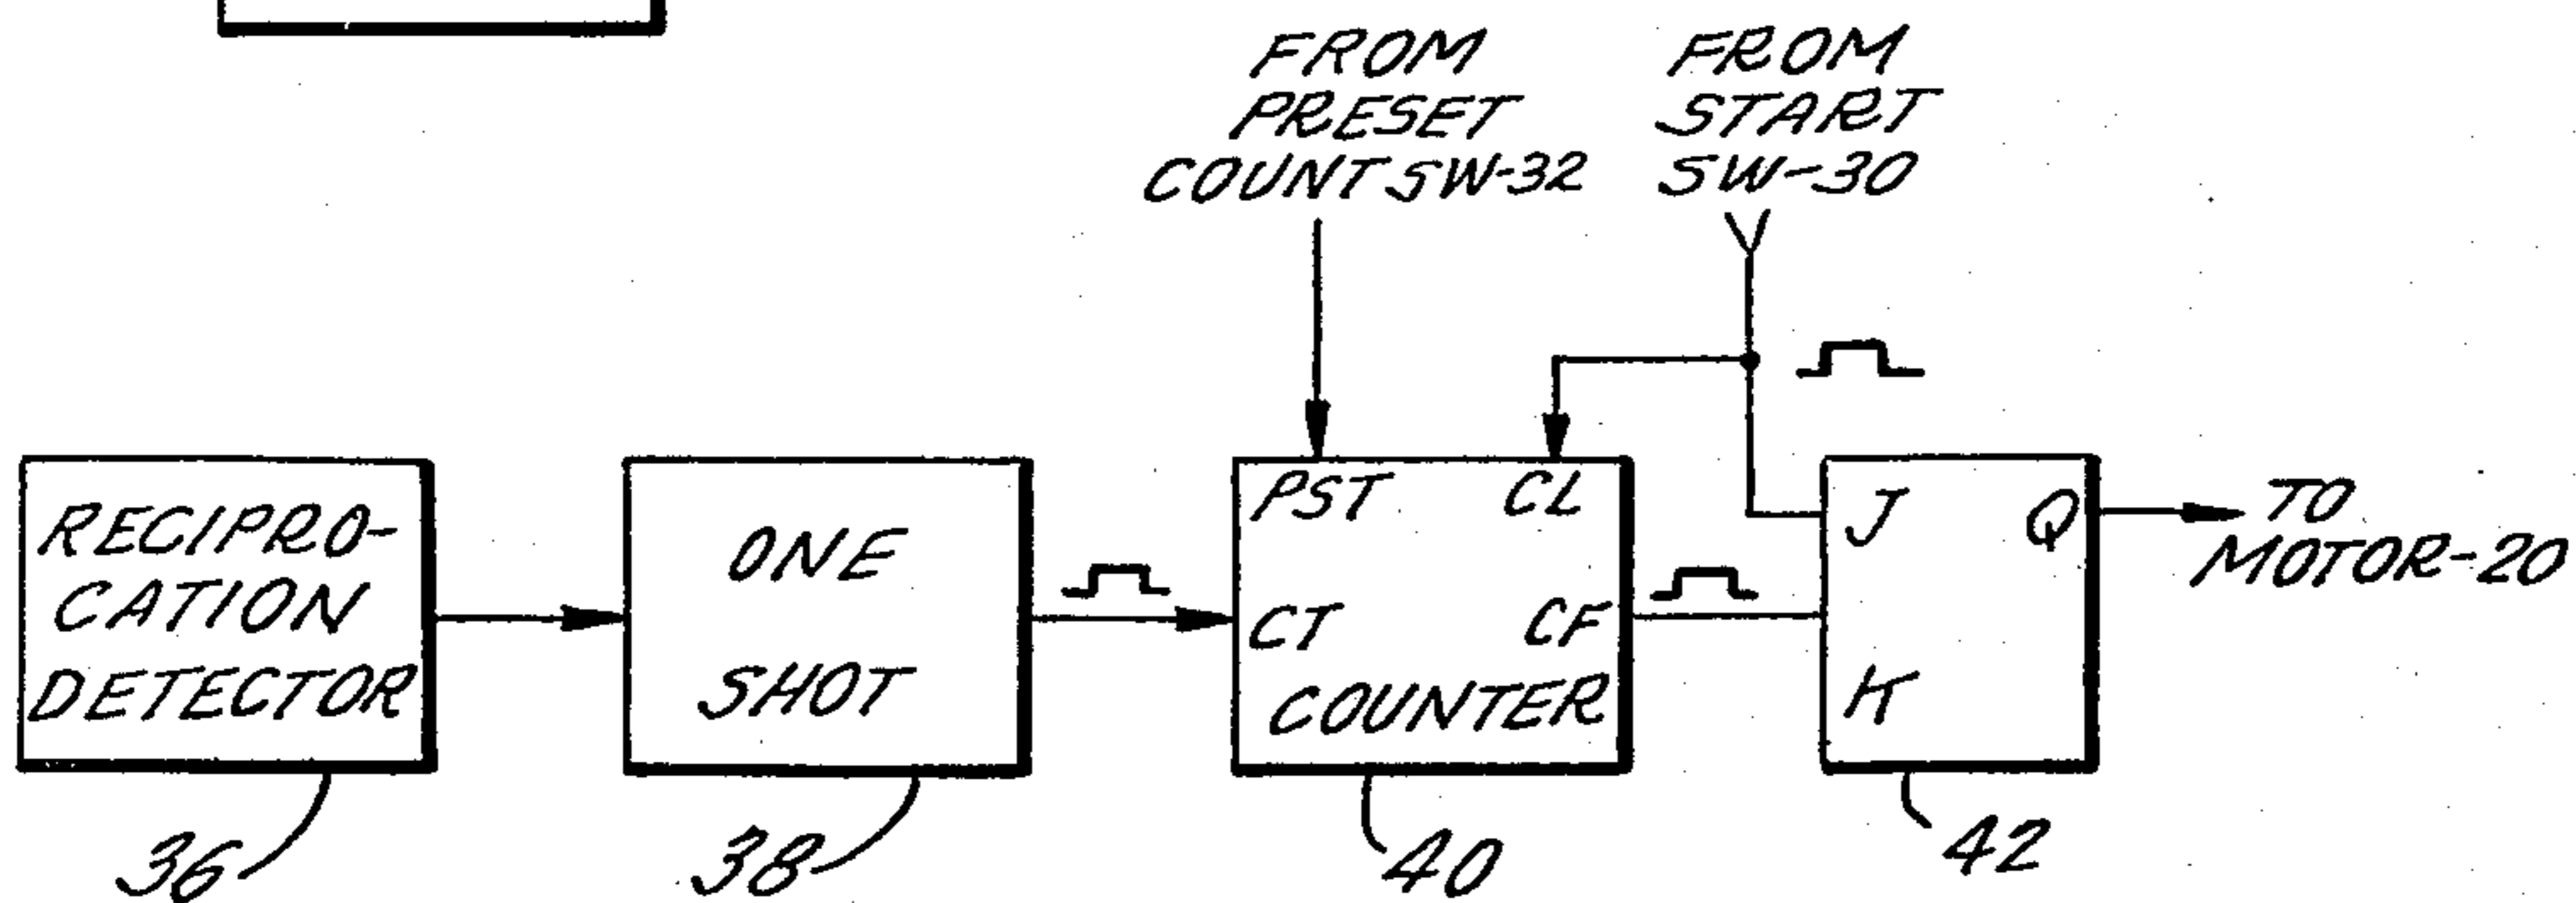 FROM
PRESET
COUNT SW-32
FROM
START
SW-30
RECIPRO-
CATION
DETECTOR
ONE
SHOT
PST CL
CT CF
COUNTER
J Q
K
TO
MOTOR-20
36
38
40
42